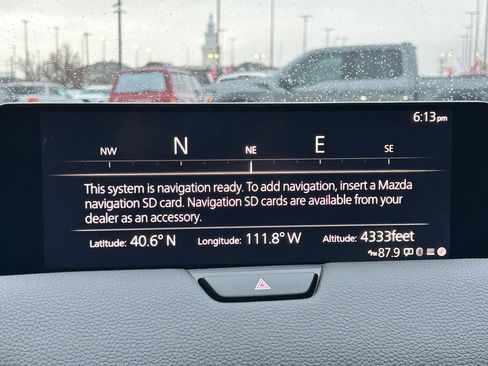 6:13pm
NW N NE E SE
This system is navigation ready. To add navigation, insert a Mazda
navigation SD card. Navigation SD cards are available from your
dealer as an accessory.
Latitude: 40.6° N Longitude: 111.8° W Altitude: 4333feet
FM 87.9